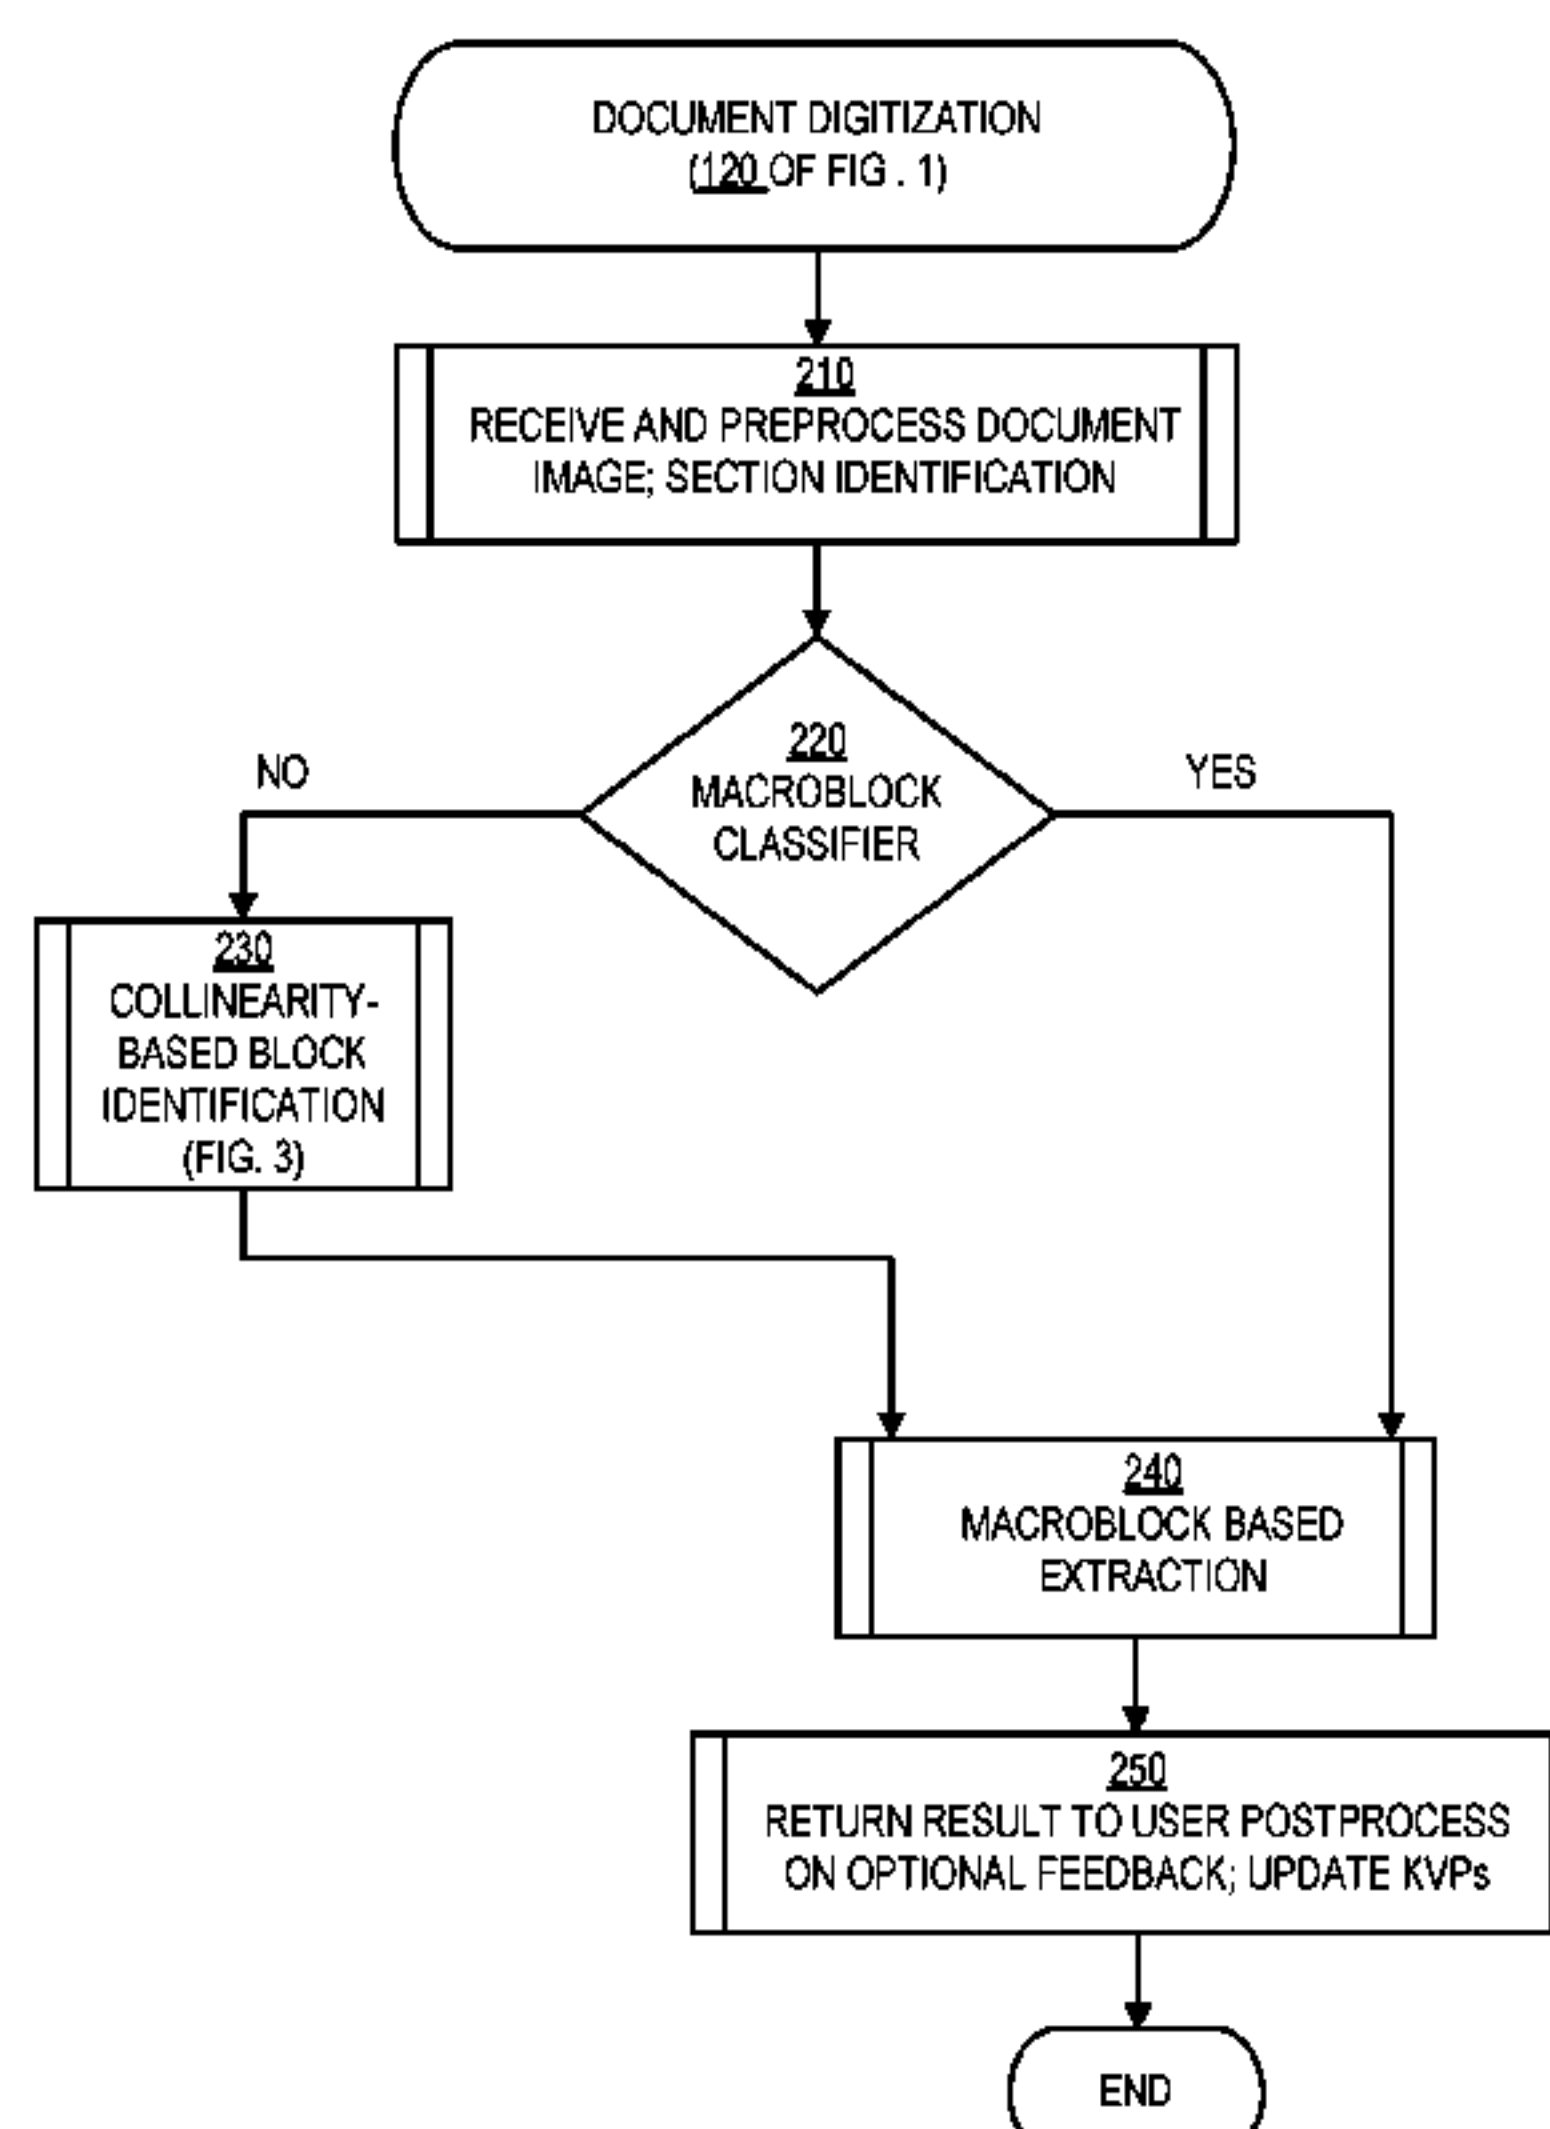 DOCUMENT DIGITIZATION
(120 OF FIG . 1)
210
RECEIVE AND PREPROCESS DOCUMENT
IMAGE; SECTION IDENTIFICATION
220
MACROBLOCK
CLASSIFIER
NO
YES
230
COLLINEARITY-
BASED BLOCK
IDENTIFICATION
(FIG. 3)
240
MACROBLOCK BASED
EXTRACTION
250
RETURN RESULT TO USER POSTPROCESS
ON OPTIONAL FEEDBACK; UPDATE KVPs
END